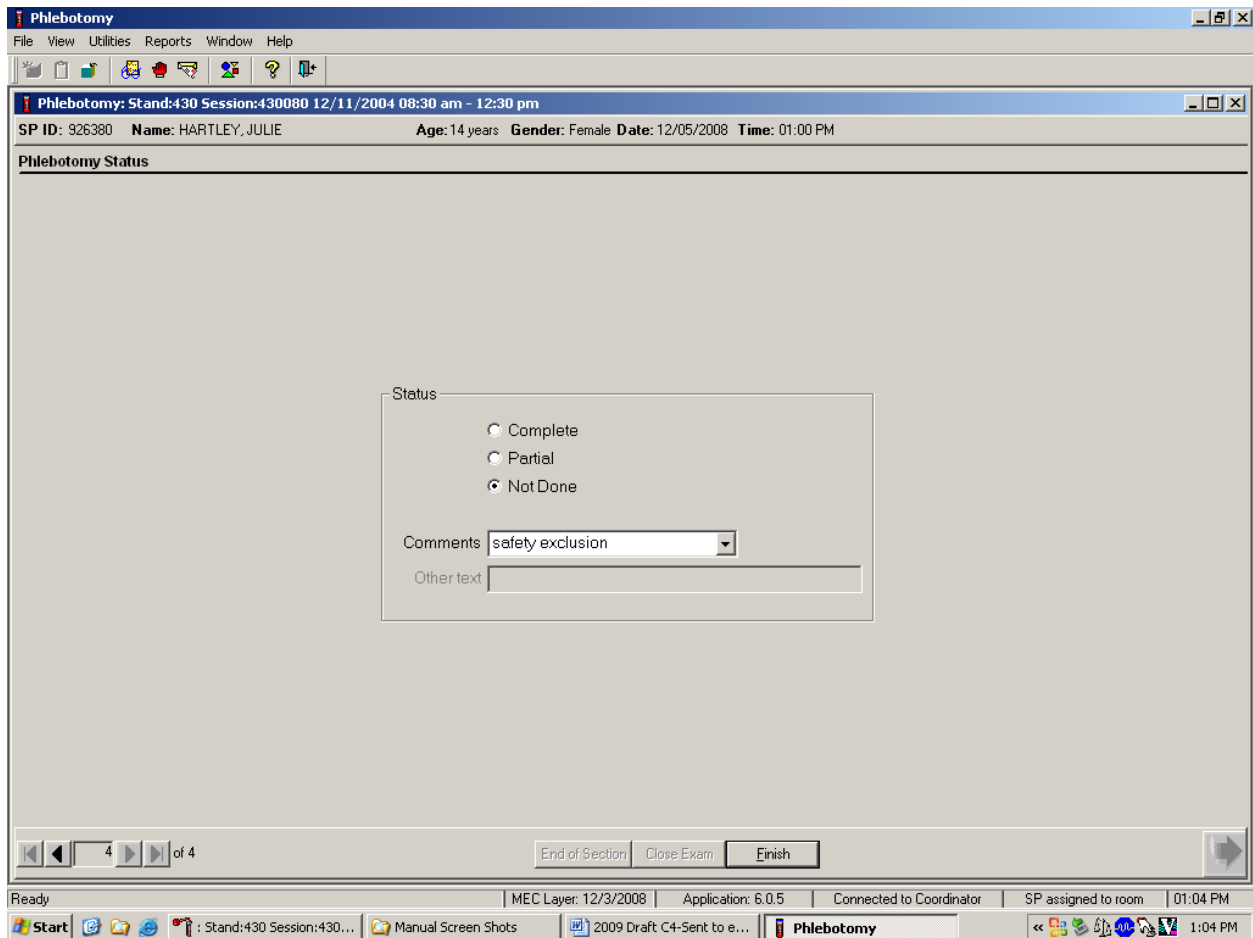 Phlebotomy
File View Utilities Reports Window Help
Phlebotomy: Stand:430 Session:430080 12/11/2004 08:30 am - 12:30 pm
SP ID: 926380 Name: HARTLEY, JULIE Age: 14 years Gender: Female Date: 12/05/2008 Time: 01:00 PM
Phlebotomy Status
Status
Complete
Partial
Not Done
Comments safety exclusion
Other text
4 of 4 End of Section Close Exam Finish
Ready MEC Layer: 12/3/2008 Application: 6.0.5 Connected to Coordinator SP assigned to room 01:04 PM
Start : Stand:430 Session:430... Manual Screen Shots 2009 Draft C4-Sent to e... Phlebotomy « 1:04 PM